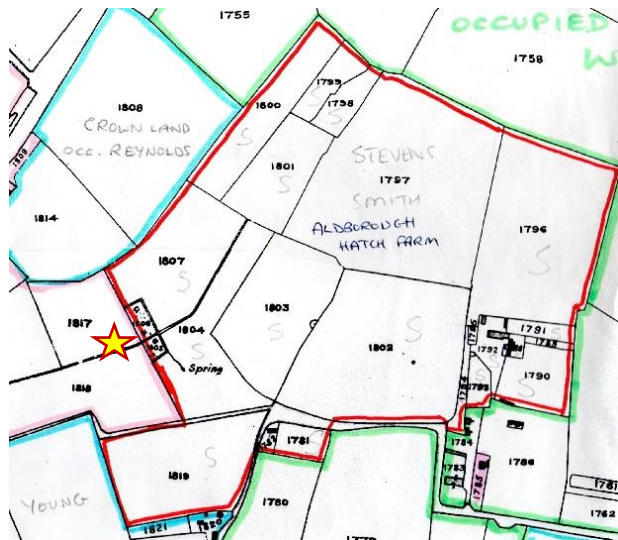 1755
OCCUPIED
1758
1808
CROWN LAND
OCC. REYNOLDS
1799
1798
1800
1801
STEVENS
SMITH
1797
ALDBOROUGH
HATCH FARM
1796
1814
1807
1817
1804
Spring
1803
1802
1791
1792
1790
1818
1819
1781
1784
1783
1785
1786
1780
1762
YOUNG
1821
1820
S
S
S
S
S
S
S
S
S
S
S